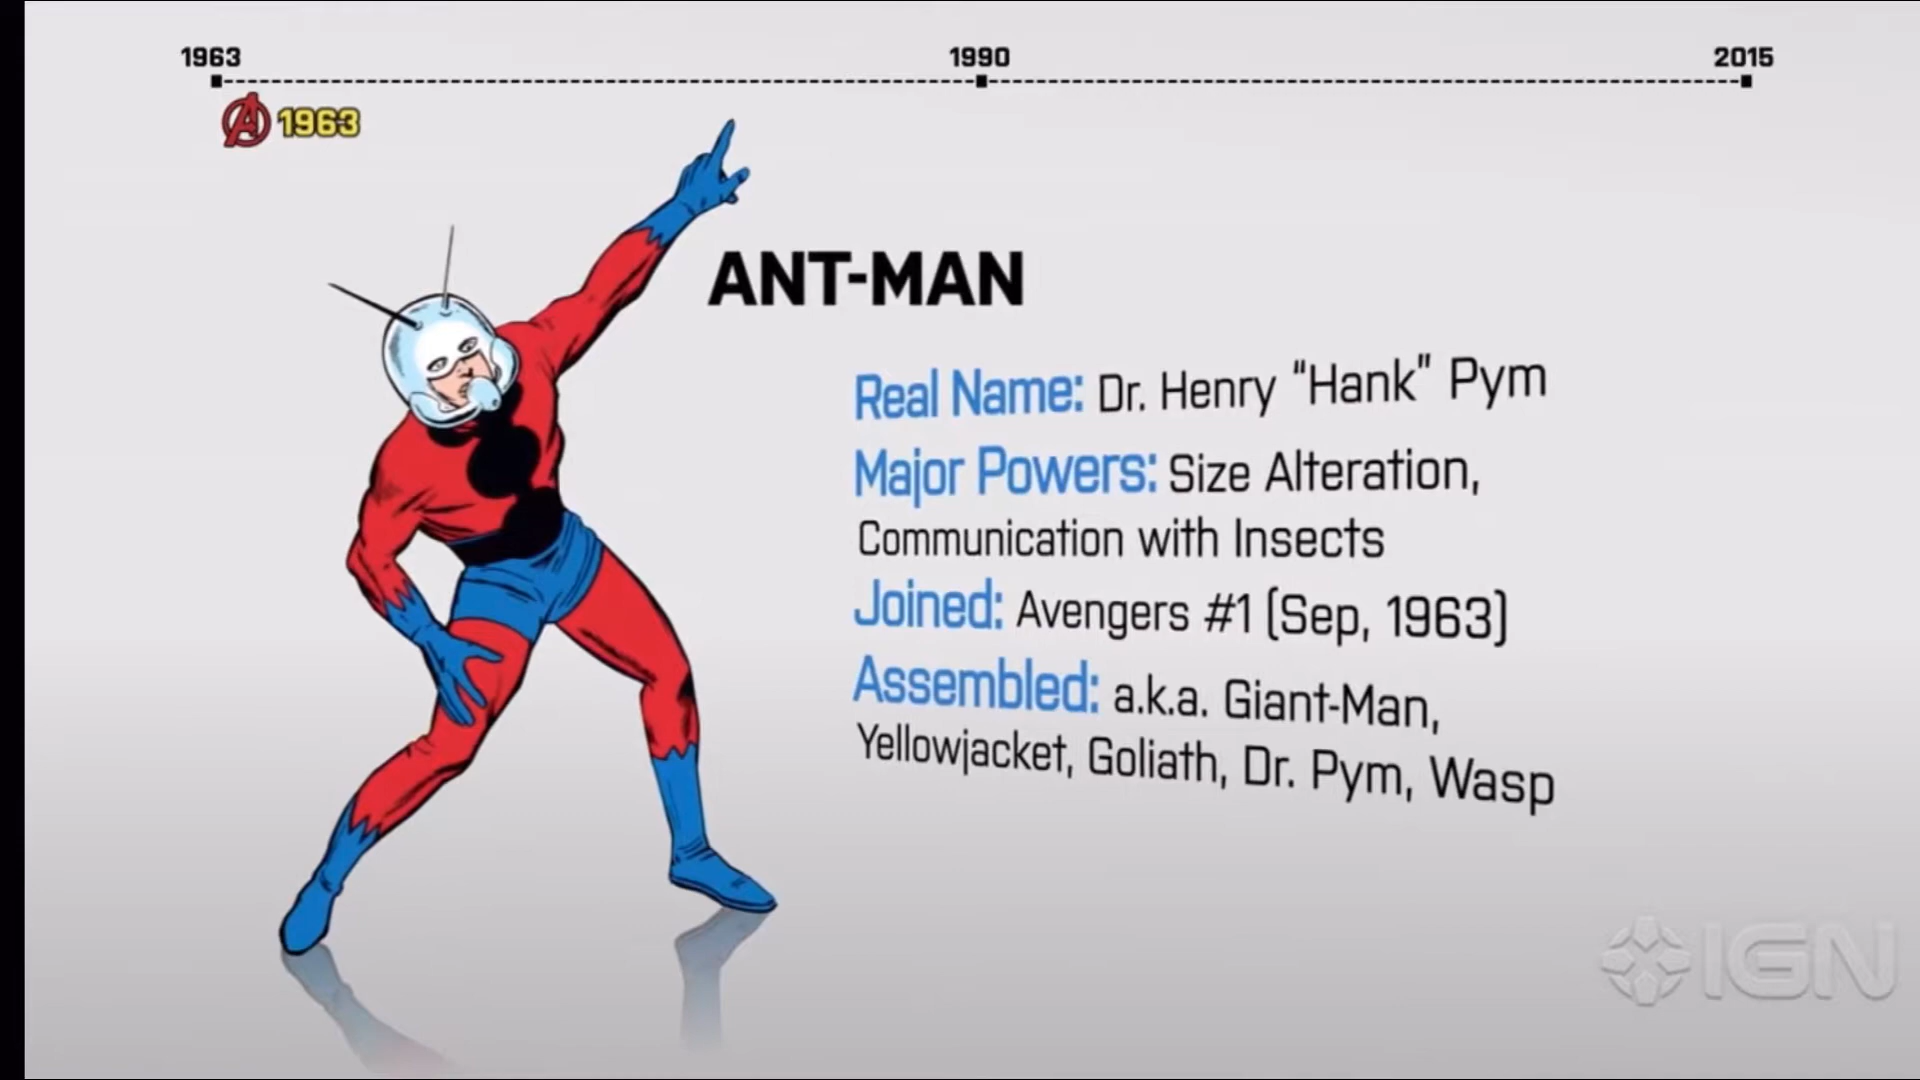 1963 1990 2015
1963
ANT-MAN
Real Name: Dr. Henry “Hank” Pym
Major Powers: Size Alteration,
Communication with Insects
Joined: Avengers #1 (Sep, 1963)
Assembled: a.k.a. Giant-Man,
Yellowjacket, Goliath, Dr. Pym, Wasp
IGN